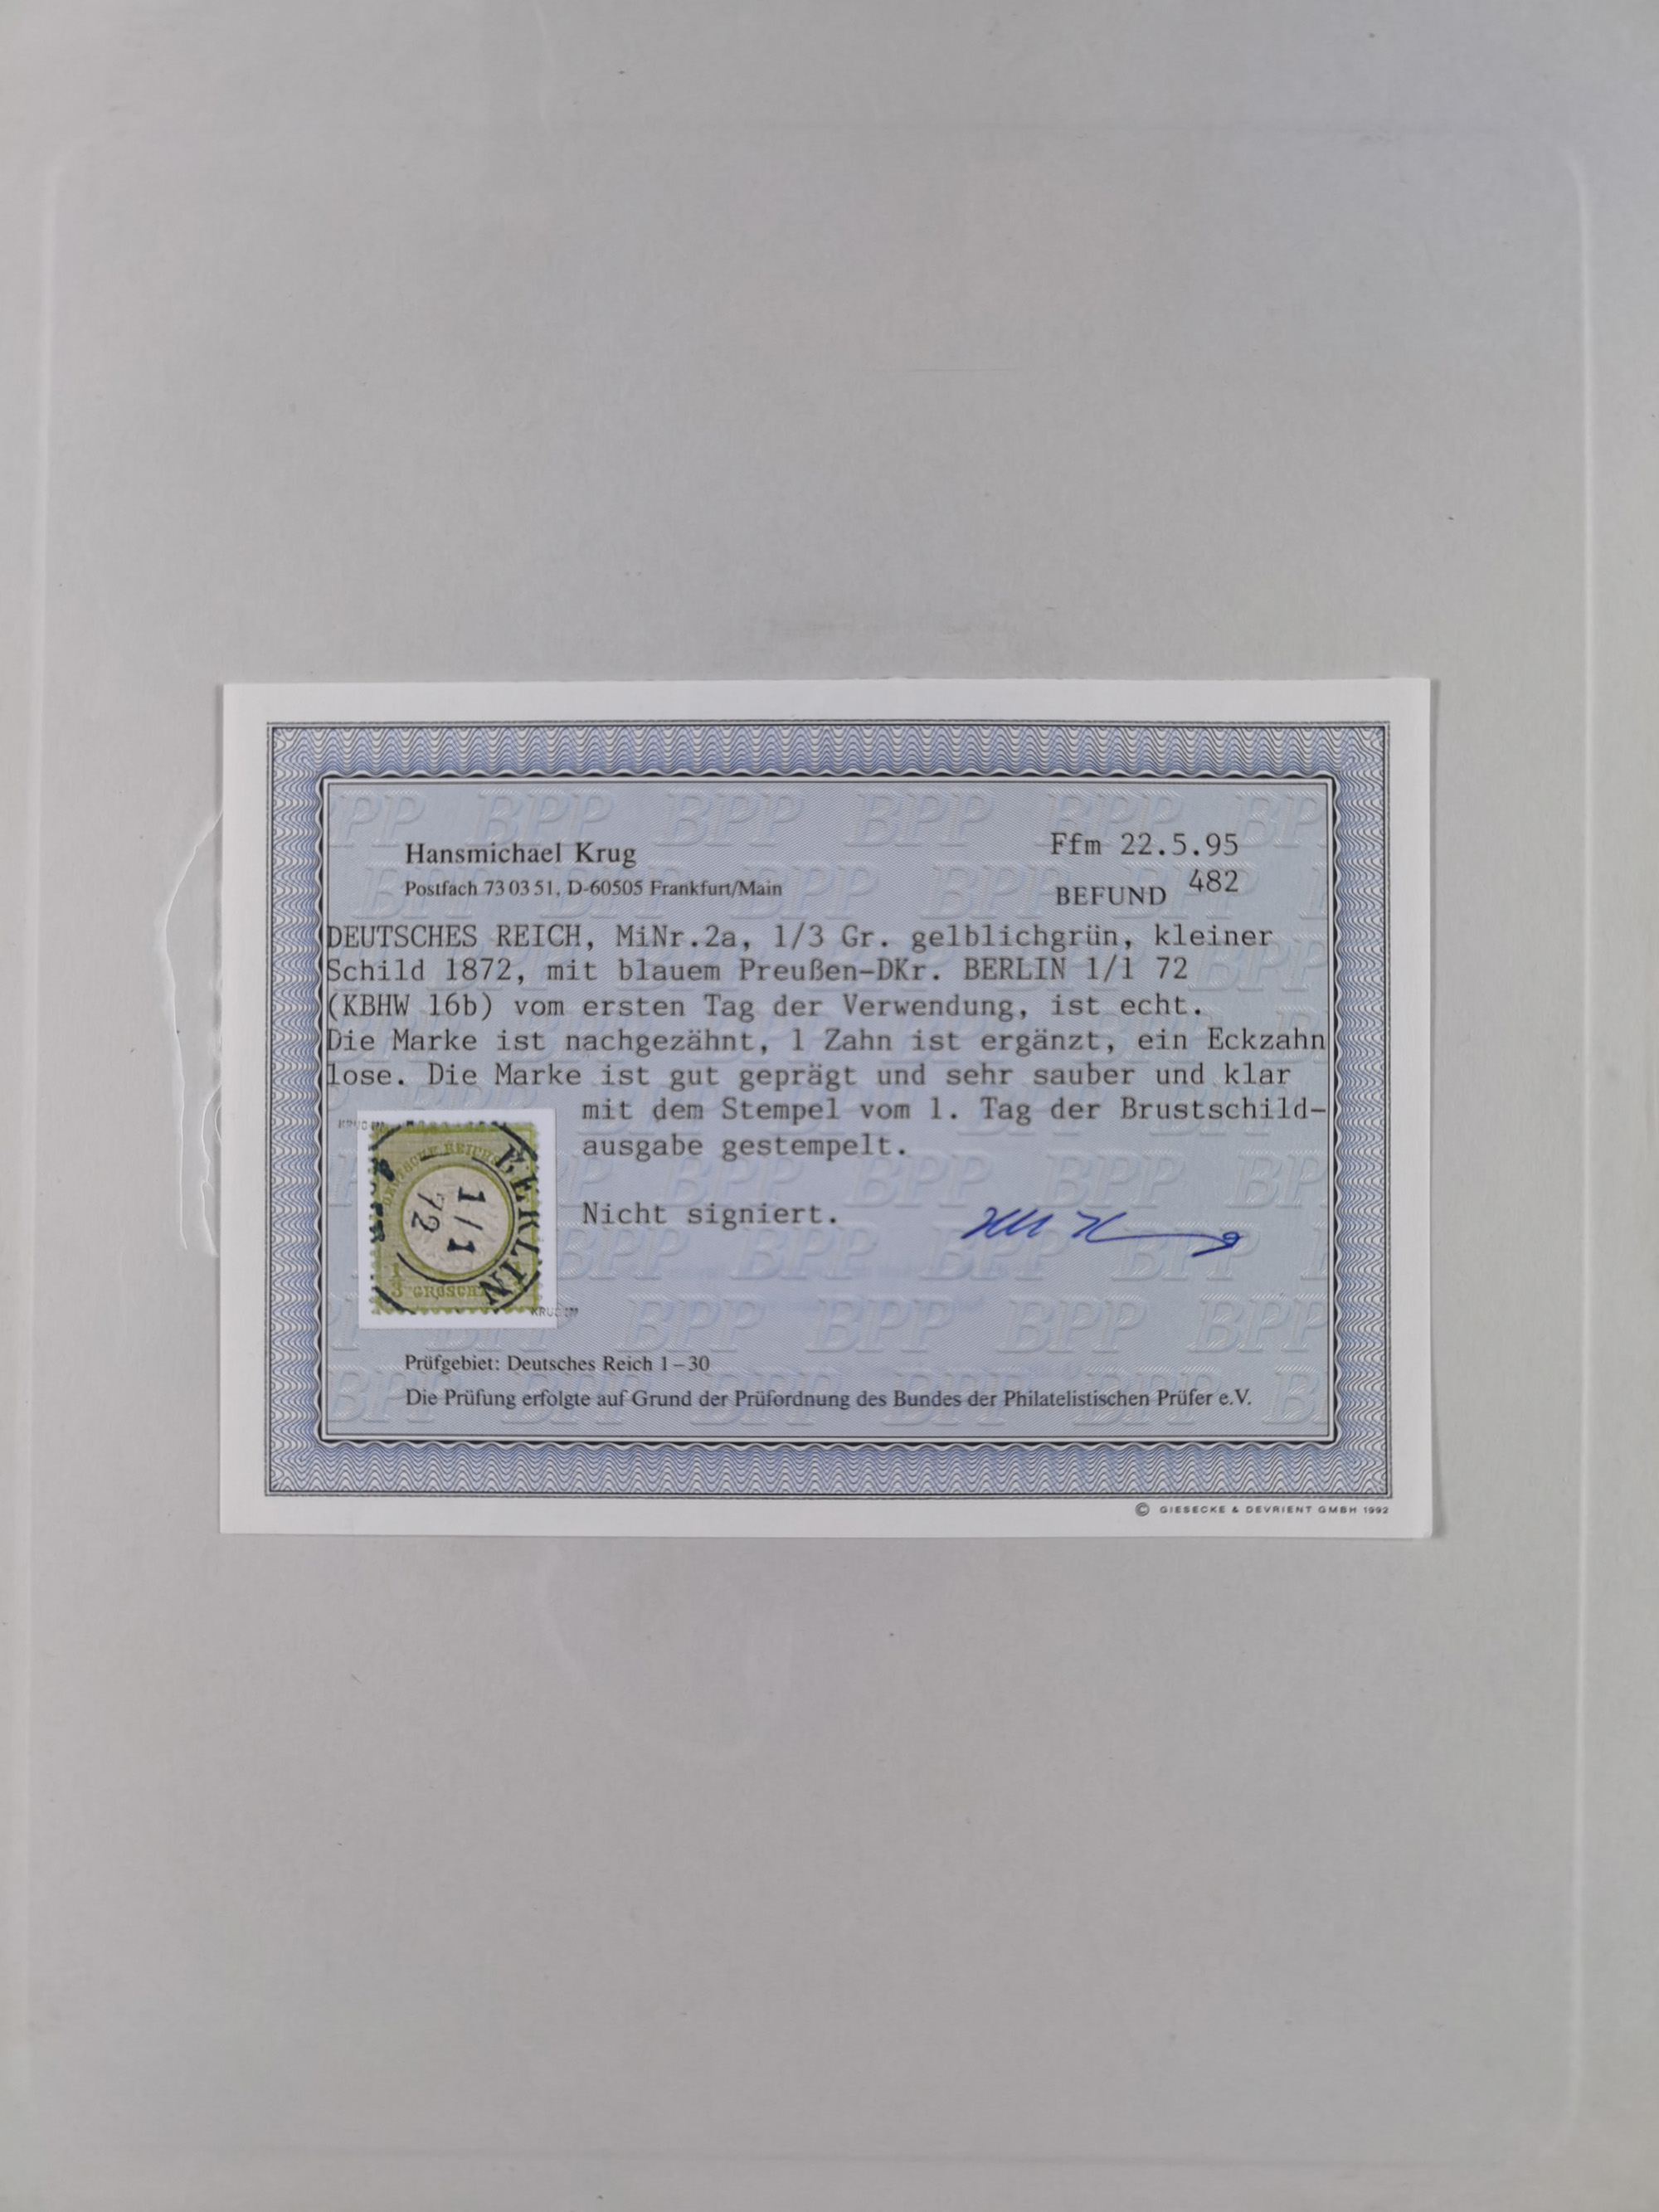 Hansmichael Krug
Postfach 73 03 51, D-60505 Frankfurt/Main
Ffm 22.5.95
BEFUND 482
DEUTSCHES REICH, MiNr.2a, 1/3 Gr. gelblichgrün, kleiner
Schild 1872, mit blauem Preußen-DKr. BERLIN 1/1 72
(KBHW 16b) vom ersten Tag der Verwendung, ist echt.
Die Marke ist nachgezähnt, 1 Zahn ist ergänzt, ein Eckzahn
lose. Die Marke ist gut geprägt und sehr sauber und klar
mit dem Stempel vom 1. Tag der Brustschild-
ausgabe gestempelt.
Nicht signiert.
BERLIN
1/1
72
Prüfgebiet: Deutsches Reich 1–30
Die Prüfung erfolgte auf Grund der Prüfordnung des Bundes der Philatelistischen Prüfer e.V.
© GIESECKE & DEVRIENT GMBH 1992